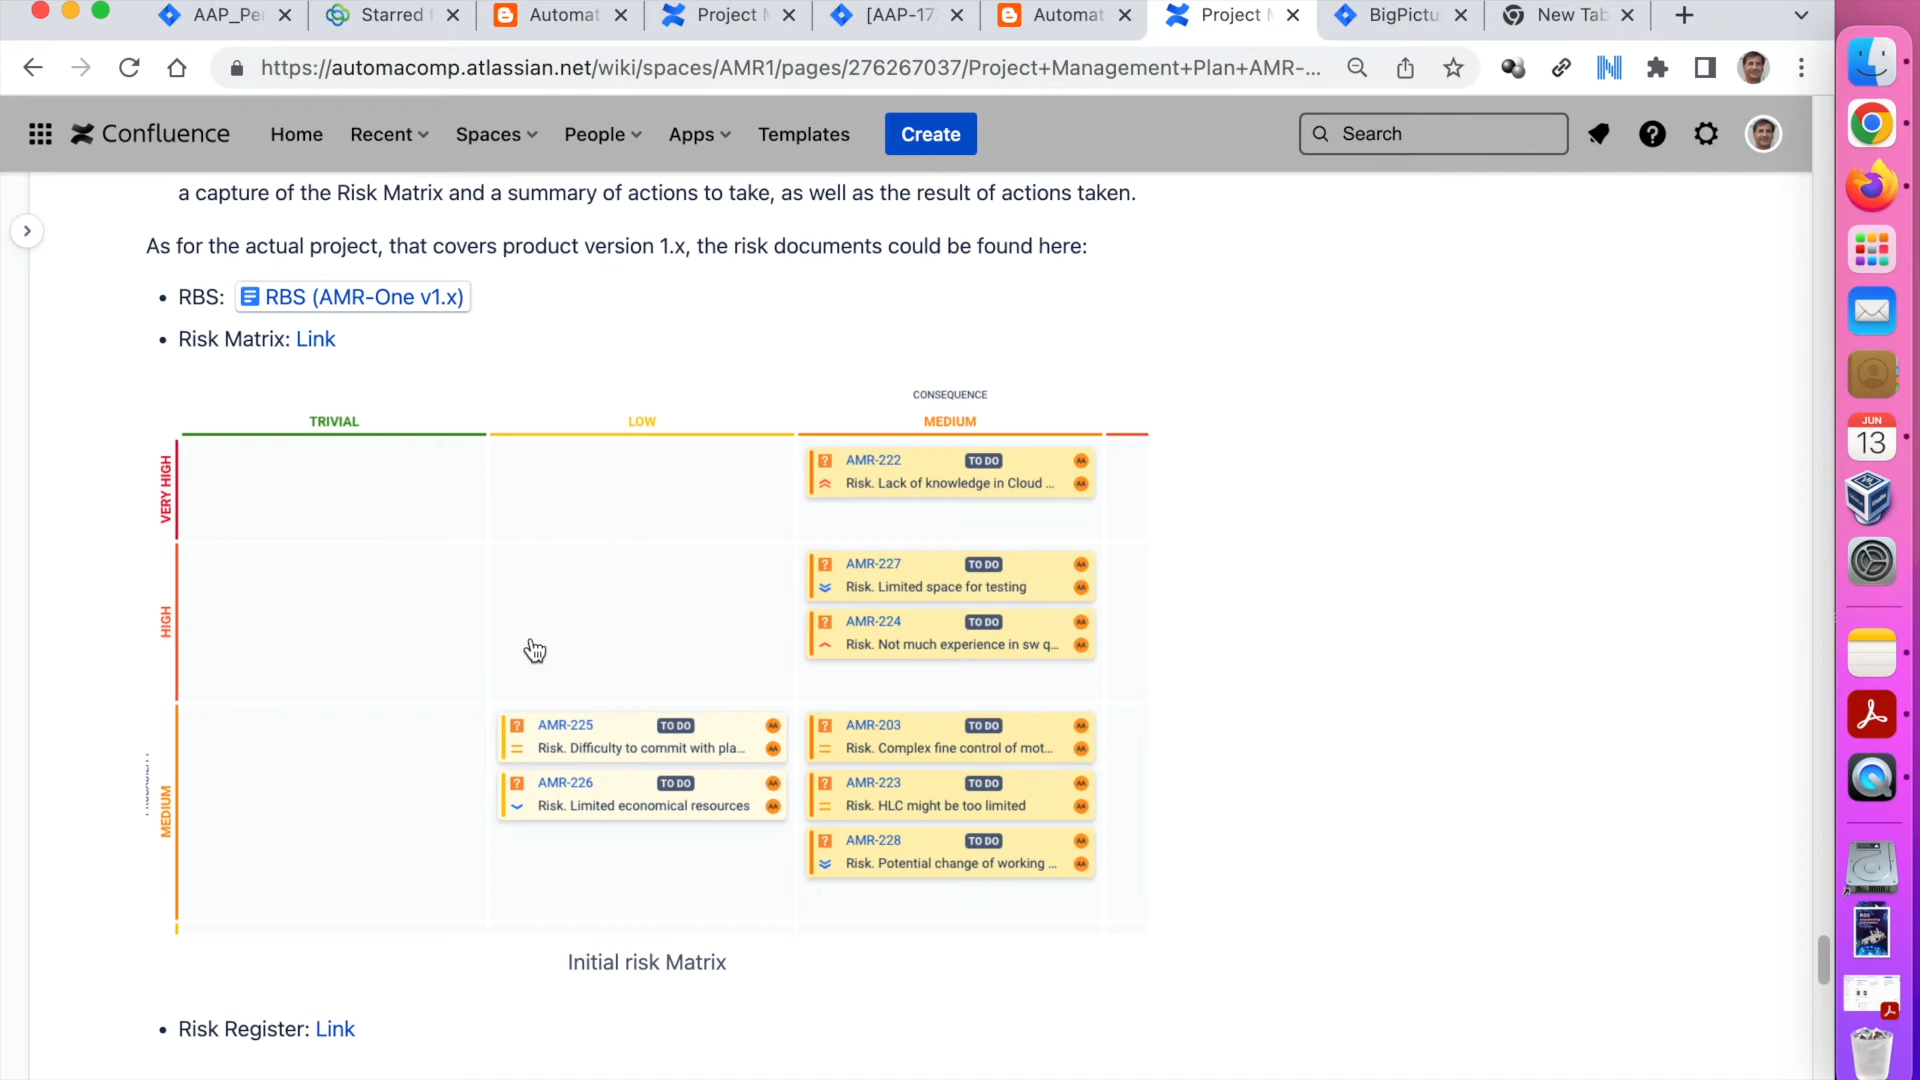 AAP_Per
Starred t
Automat
Project M
[AAP-17
Automat
Project M
BigPictu
New Tab
https://automacomp.atlassian.net/wiki/spaces/AMR1/pages/276267037/Project+Management+Plan+AMR-...
Confluence Home Recent Spaces People Apps Templates Create Search
a capture of the Risk Matrix and a summary of actions to take, as well as the result of actions taken.
As for the actual project, that covers product version 1.x, the risk documents could be found here:
• RBS: RBS (AMR-One v1.x)
• Risk Matrix: Link
CONSEQUENCE
TRIVIAL LOW MEDIUM
VERY HIGH
AMR-222 TO DO
Risk. Lack of knowledge in Cloud ...
HIGH
AMR-227 TO DO
Risk. Limited space for testing
AMR-224 TO DO
Risk. Not much experience in sw q...
MEDIUM
AMR-225 TO DO
Risk. Difficulty to commit with pla...
AMR-226 TO DO
Risk. Limited economical resources
AMR-203 TO DO
Risk. Complex fine control of mot...
AMR-223 TO DO
Risk. HLC might be too limited
AMR-228 TO DO
Risk. Potential change of working ...
Initial risk Matrix
• Risk Register: Link
JUN
13